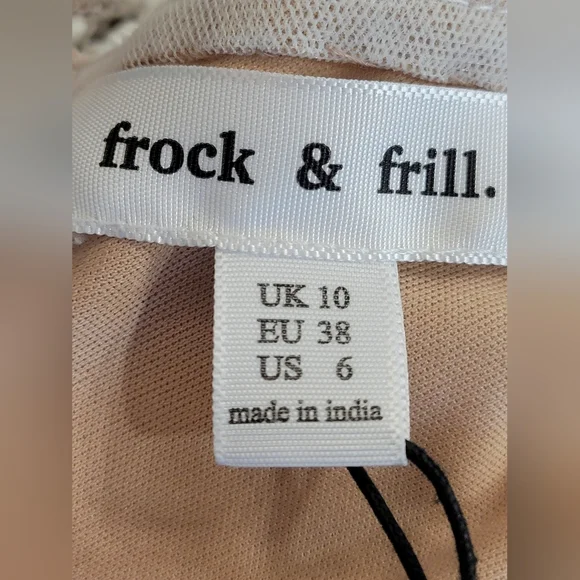 frock & frill.
UK 10
EU 38
US 6
made in india